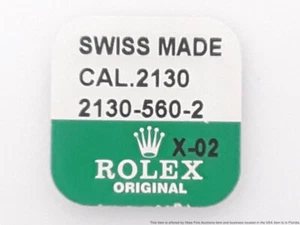 SWISS MADE
CAL.2130
2130-560-2
X-02
ROLEX
ORIGINAL